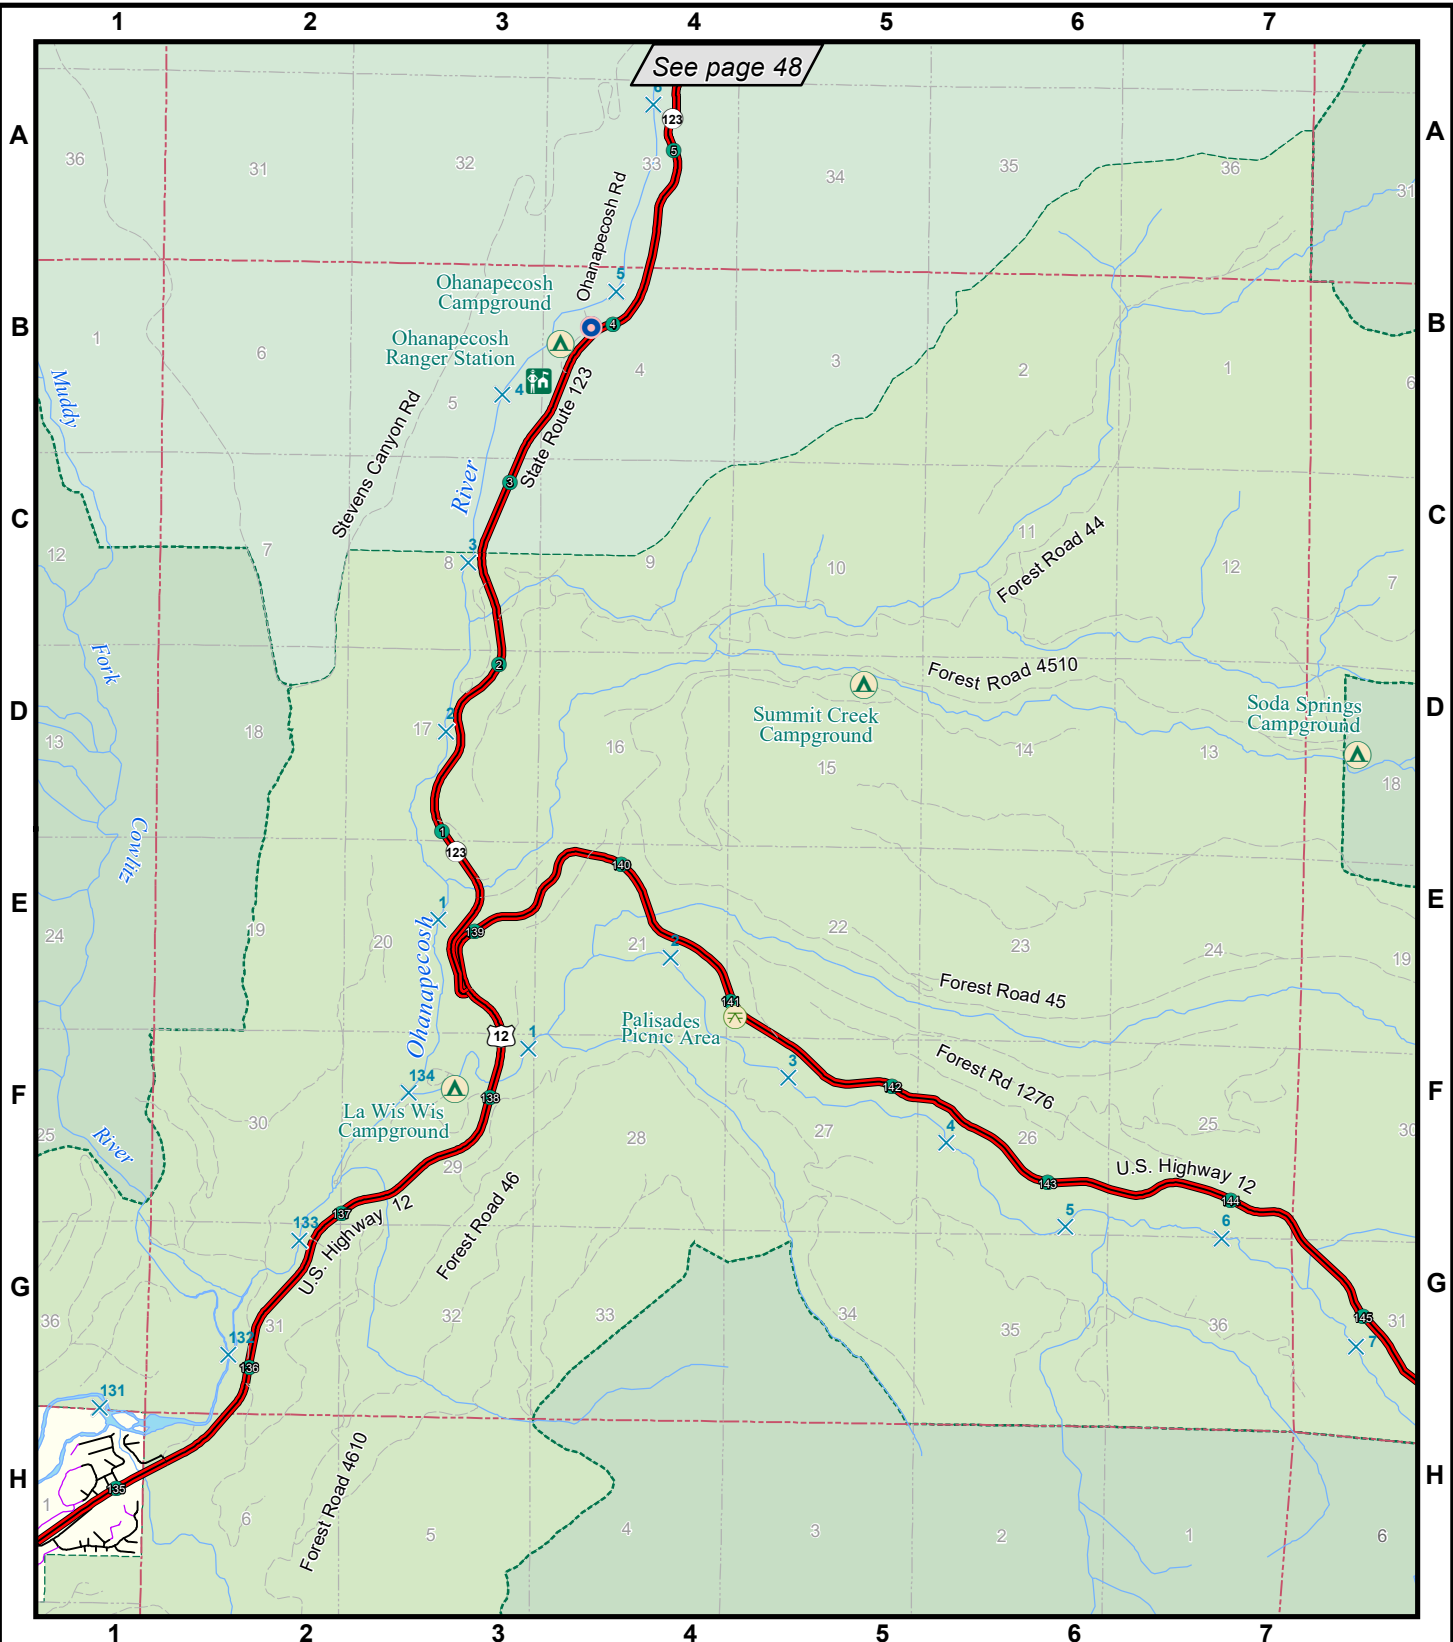 1 2 3 4 5 6 7
See page 48
A
A
6
123
5
36
31
32
33
34
35
36
31
Ohanapecosh Rd
5
Ohanapecosh
Campground
B
B
4
Ohanapecosh
Ranger Station
1
6
5
4
3
2
1
6
4
State Route 123
Stevens Canyon Rd
Muddy
River
3
C
C
12
7
8
3
9
10
11
12
7
Forest Road 44
Fork
2
Forest Road 4510
D
D
13
18
17
2
16
15
14
13
18
Summit Creek
Campground
Soda Springs
Campground
Cowlitz
1
123
140
E
E
24
19
20
1
139
21
2
22
23
24
19
Ohanapecosh
141
Forest Road 45
Palisades
Picnic Area
12
1
3
Forest Rd 1276
F
F
134
138
142
La Wis Wis
Campground
25
30
29
28
27
4
26
25
30
River
143
U.S. Highway 12
144
137
133
U.S. Highway 12
Forest Road 46
5
6
G
G
36
31
32
33
34
35
36
31
145
7
132
136
131
H
H
135
1
6
5
4
3
2
1
6
Forest Road 4610
1 2 3 4 5 6 7